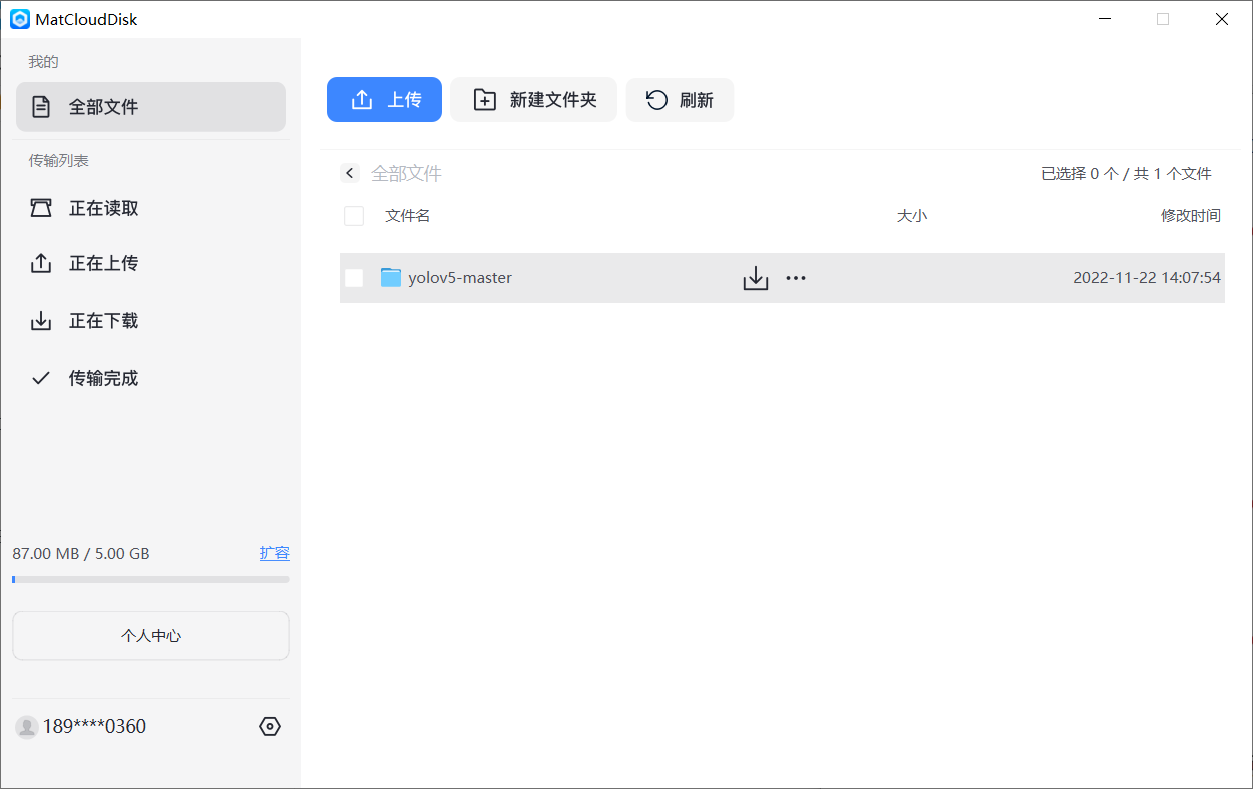 MatCloudDisk
我的
全部文件
传输列表
正在读取
正在上传
正在下载
传输完成
87.00 MB / 5.00 GB 扩容
个人中心
189****0360
上传 新建文件夹 刷新
全部文件 已选择 0 个 / 共 1 个文件
文件名 大小 修改时间
yolov5-master 2022-11-22 14:07:54